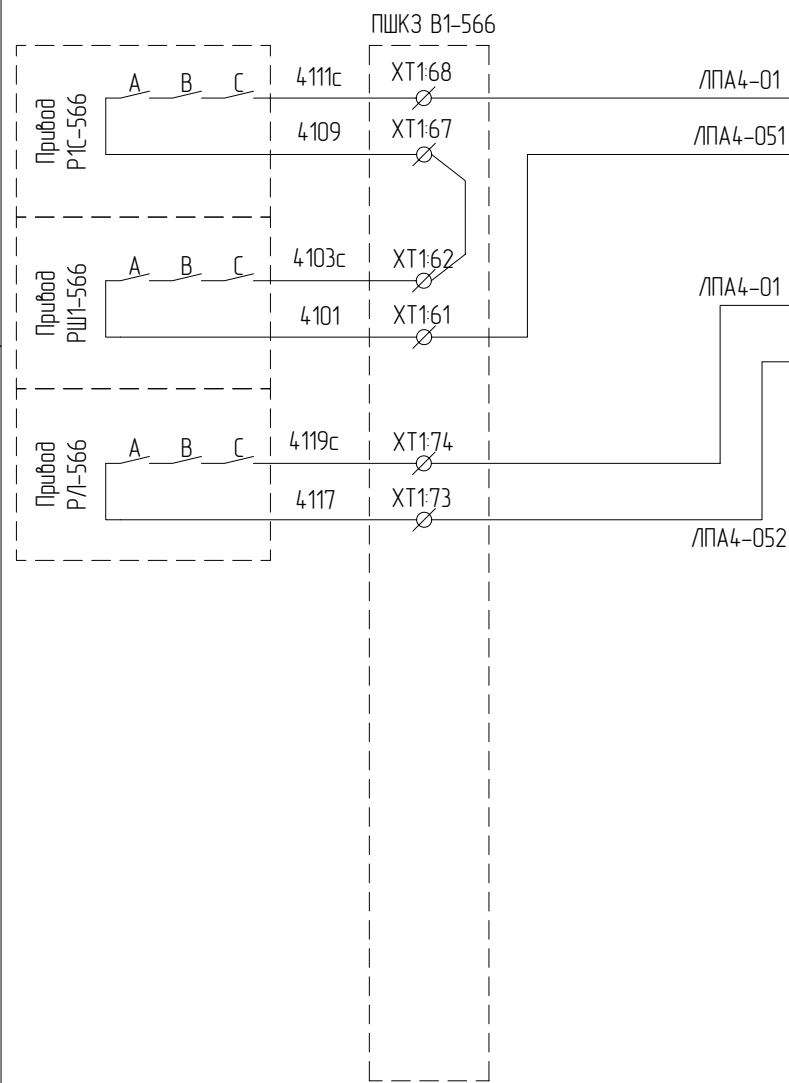 ПШКЗ В1-566
Привод
Р1С-566
А В С
4111с
ХТ1:68
ЛПА4-01
4109
ХТ1:67
ЛПА4-051
Привод
РШ1-566
А В С
4103с
ХТ1:62
4101
ХТ1:61
ЛПА4-01
Привод
РЛ-566
А В С
4119с
ХТ1:74
4117
ХТ1:73
ЛПА4-052